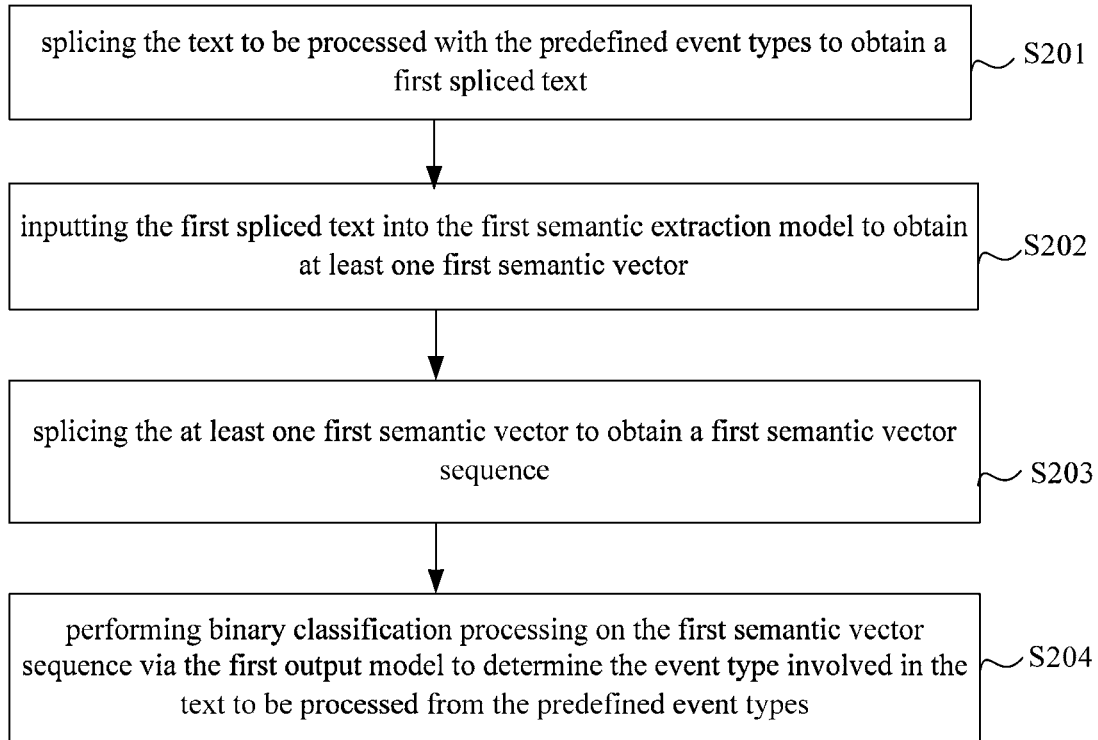 splicing the text to be processed with the predefined event types to obtain a
first spliced text
S201
inputting the first spliced text into the first semantic extraction model to obtain
at least one first semantic vector
S202
splicing the at least one first semantic vector to obtain a first semantic vector
sequence
S203
performing binary classification processing on the first semantic vector
sequence via the first output model to determine the event type involved in the
text to be processed from the predefined event types
S204